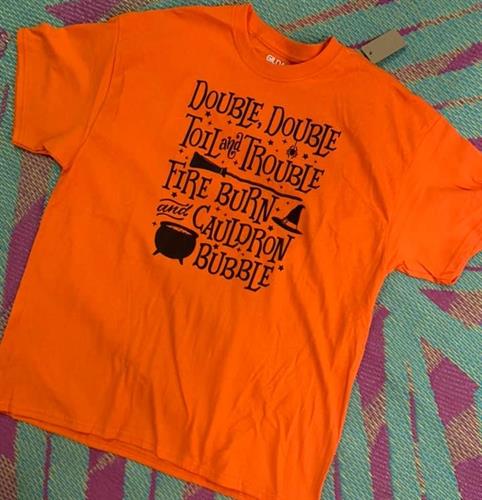 DOUBLE, DOUBLE
TOIL and TROUBLE
FIRE BURN
and CAULDRON
BUBBLE